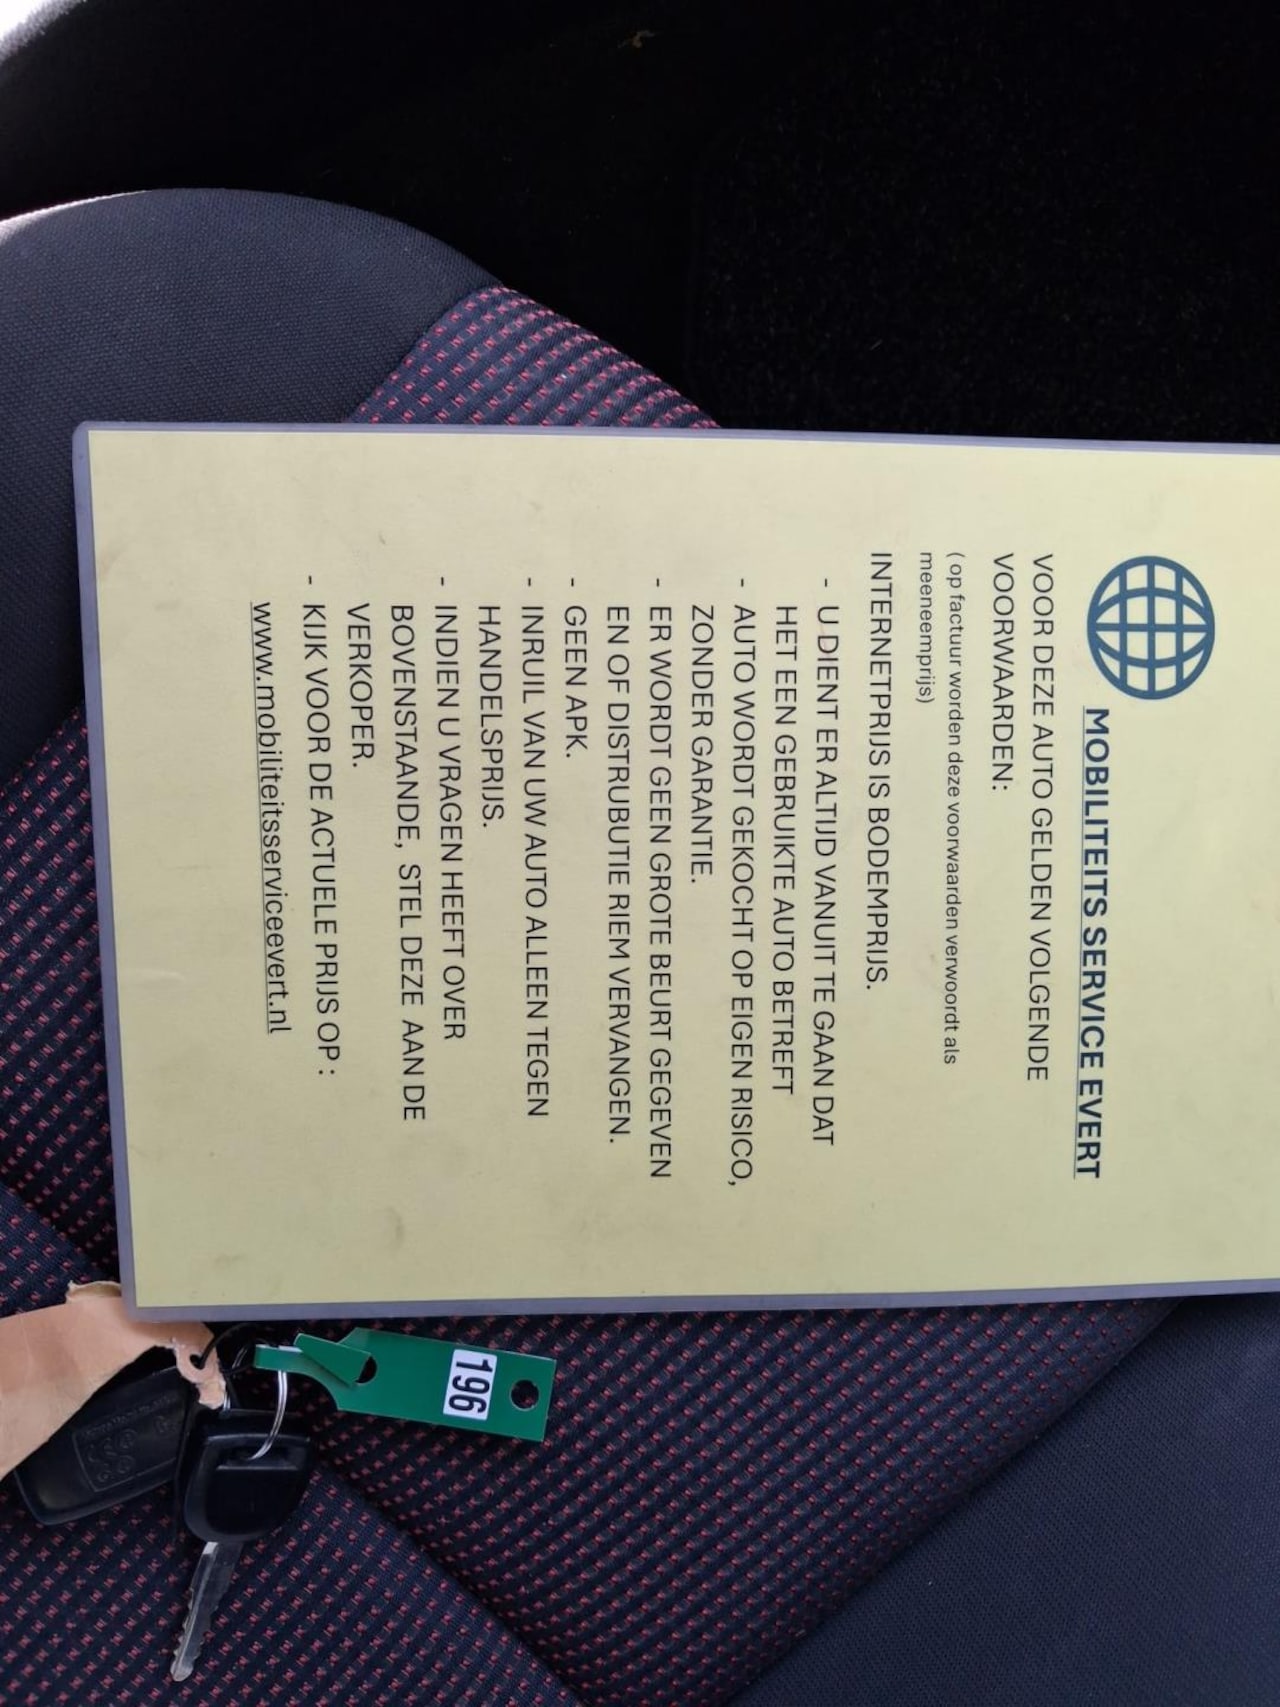 MOBILITEITS SERVICE EVERT
VOOR DEZE AUTO GELDEN VOLGENDE
VOORWAARDEN:
( op factuur worden deze voorwaarden verwoordt als
meeneemprijs)
INTERNETPRIJS IS BODEMPRIJS.
- U DIENT ER ALTIJD VANUIT TE GAAN DAT
HET EEN GEBRUIKTE AUTO BETREFT
- AUTO WORDT GEKOCHT OP EIGEN RISICO,
ZONDER GARANTIE.
- ER WORDT GEEN GROTE BEURT GEGEVEN
EN OF DISTRUBUTIE RIEM VERVANGEN.
- GEEN APK.
- INRUIL VAN UW AUTO ALLEEN TEGEN
HANDELSPRIJS.
- INDIEN U VRAGEN HEEFT OVER
BOVENSTAANDE, STEL DEZE AAN DE
VERKOPER.
- KIJK VOOR DE ACTUELE PRIJS OP :
www.mobiliteitsserviceevert.nl
196